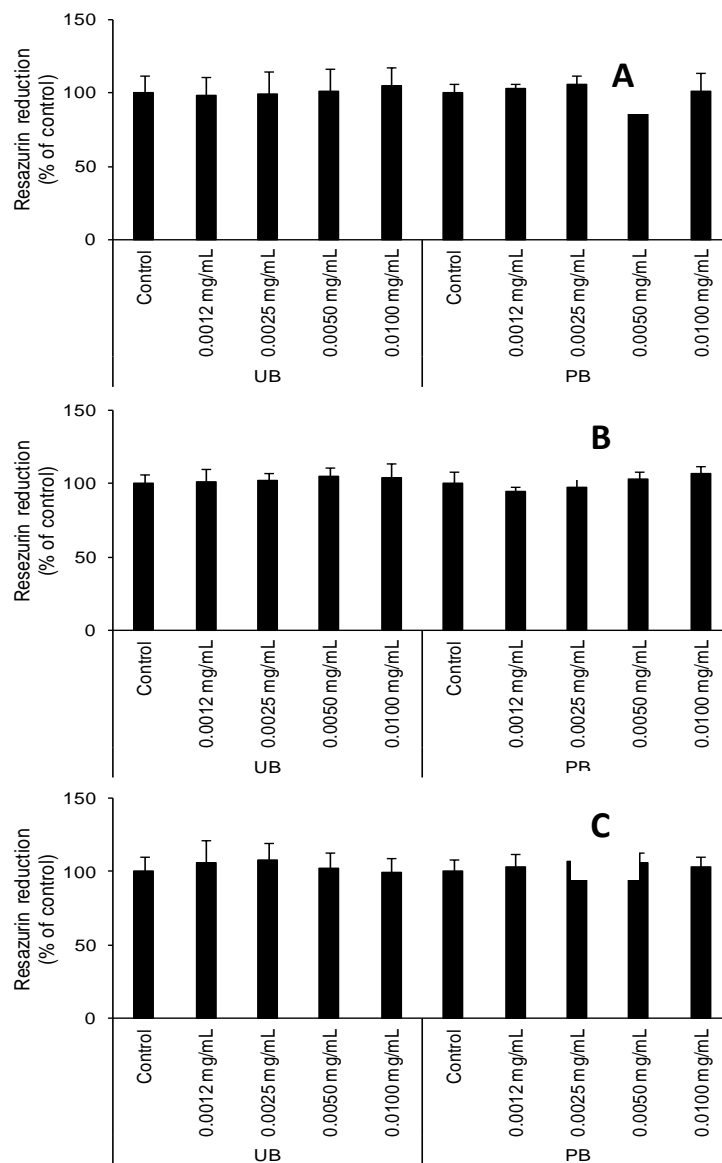 150
100
50
0
Resazurin reduction
(% of control)
A
Control
0.0012 mg/mL
0.0025 mg/mL
0.0050 mg/mL
0.0100 mg/mL
Control
0.0012 mg/mL
0.0025 mg/mL
0.0050 mg/mL
0.0100 mg/mL
UB
PB
150
100
50
0
Resezurin reduction
(% of control)
B
Control
0.0012 mg/mL
0.0025 mg/mL
0.0050 mg/mL
0.0100 mg/mL
Control
0.0012 mg/mL
0.0025 mg/mL
0.0050 mg/mL
0.0100 mg/mL
UB
PB
150
100
50
0
Resazurin reduction
(% of control)
C
Control
0.0012 mg/mL
0.0025 mg/mL
0.0050 mg/mL
0.0100 mg/mL
Control
0.0012 mg/mL
0.0025 mg/mL
0.0050 mg/mL
0.0100 mg/mL
UB
PB